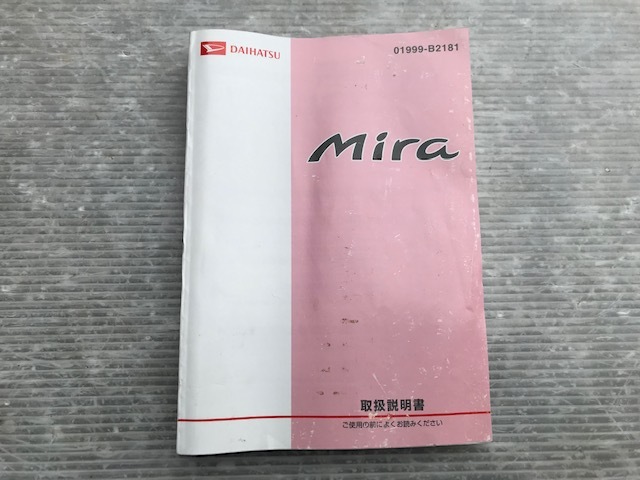 DAIHATSU
01999-B2181
Mira
取扱説明書
ご使用の前によくお読みください